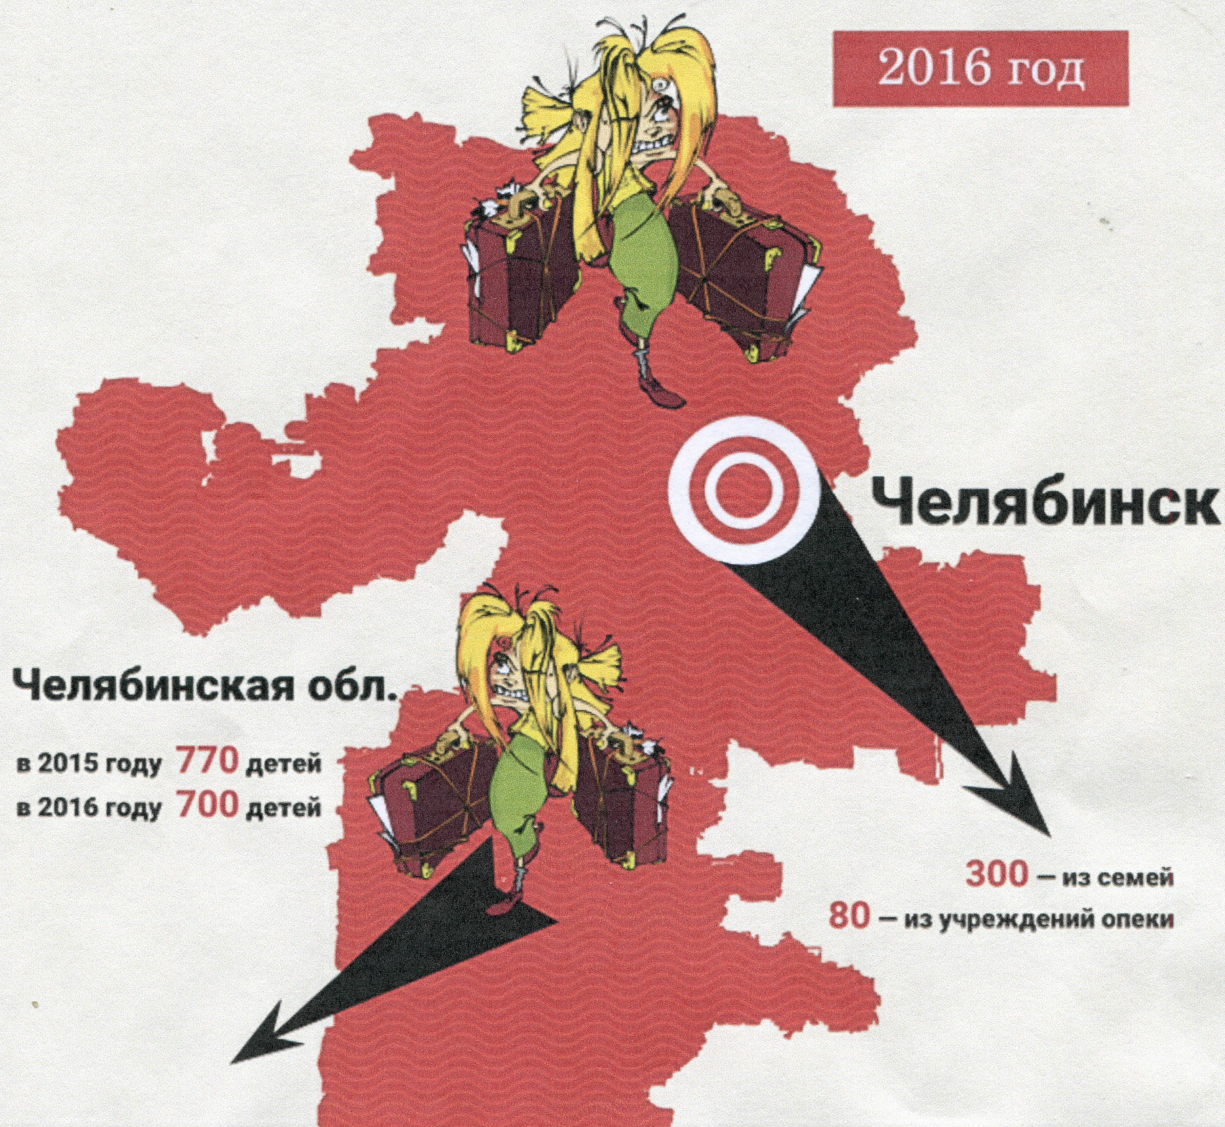 2016 год
Челябинск
Челябинская обл.
в 2015 году 770 детей
в 2016 году 700 детей
300 – из семей
80 – из учреждений опеки